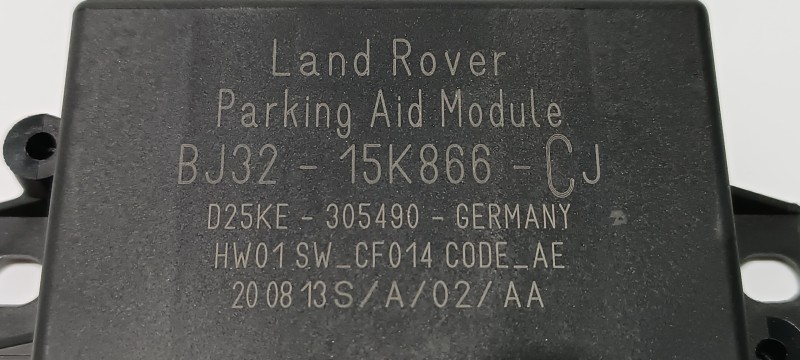 Land Rover
Parking Aid Module
BJ32 - 15K866 - CJ
D25KE - 305490 - GERMANY
HW01 SW_CF014 CODE_AE
20 08 13 S/A/02/AA